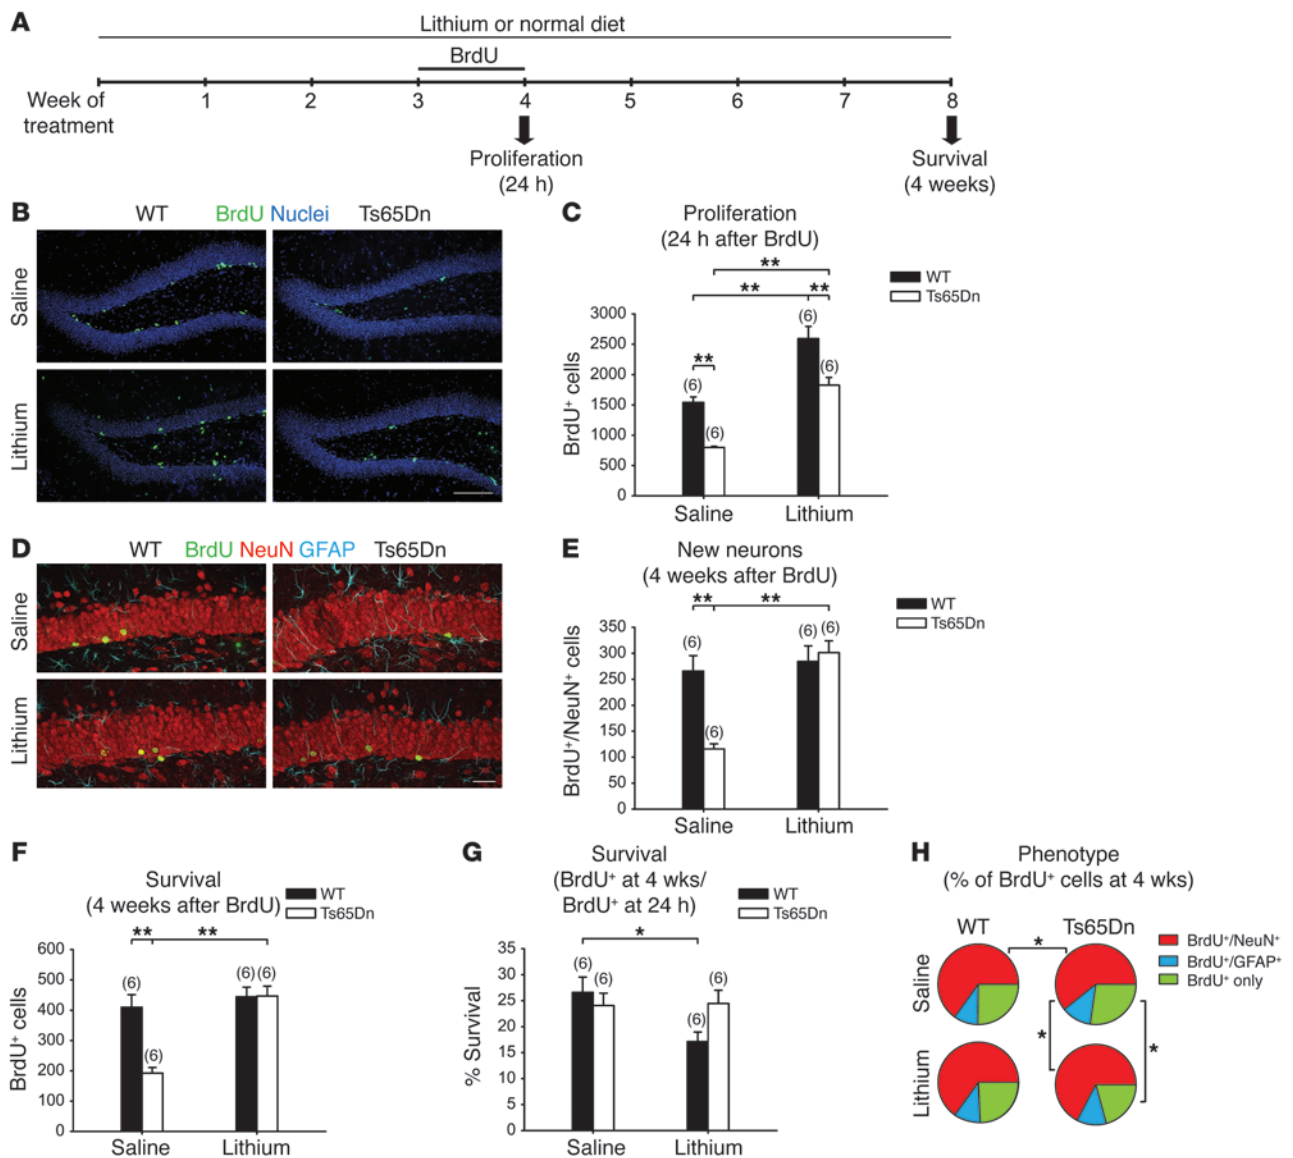 A
Lithium or normal diet
BrdU
Week of
treatment
1 2 3 4 5 6 7 8
Proliferation
(24 h)
Survival
(4 weeks)
B
WT BrdU Nuclei Ts65Dn
Saline
Lithium
C
Proliferation
(24 h after BrdU)
**
** **
WT
Ts65Dn
BrdU⁺ cells
3000
2500
2000
1500
1000
500
0
**
(6)
(6)
(6)
(6)
Saline Lithium
D
WT BrdU NeuN GFAP Ts65Dn
Saline
Lithium
E
New neurons
(4 weeks after BrdU)
** **
WT
Ts65Dn
BrdU⁺/NeuN⁺ cells
350
300
250
200
150
100
50
0
(6)
(6)
(6) (6)
Saline Lithium
F
Survival
(4 weeks after BrdU)
WT
Ts65Dn
** **
BrdU⁺ cells
600
500
400
300
200
100
0
(6)
(6)
(6) (6)
Saline Lithium
G
Survival
(BrdU⁺ at 4 wks/
BrdU⁺ at 24 h)
WT
Ts65Dn
*
% Survival
35
30
25
20
15
10
5
0
(6)
(6)
(6)
(6)
Saline Lithium
H
Phenotype
(% of BrdU⁺ cells at 4 wks)
WT Ts65Dn
*
Saline
Lithium
*
*
BrdU⁺/NeuN⁺
BrdU⁺/GFAP⁺
BrdU⁺ only